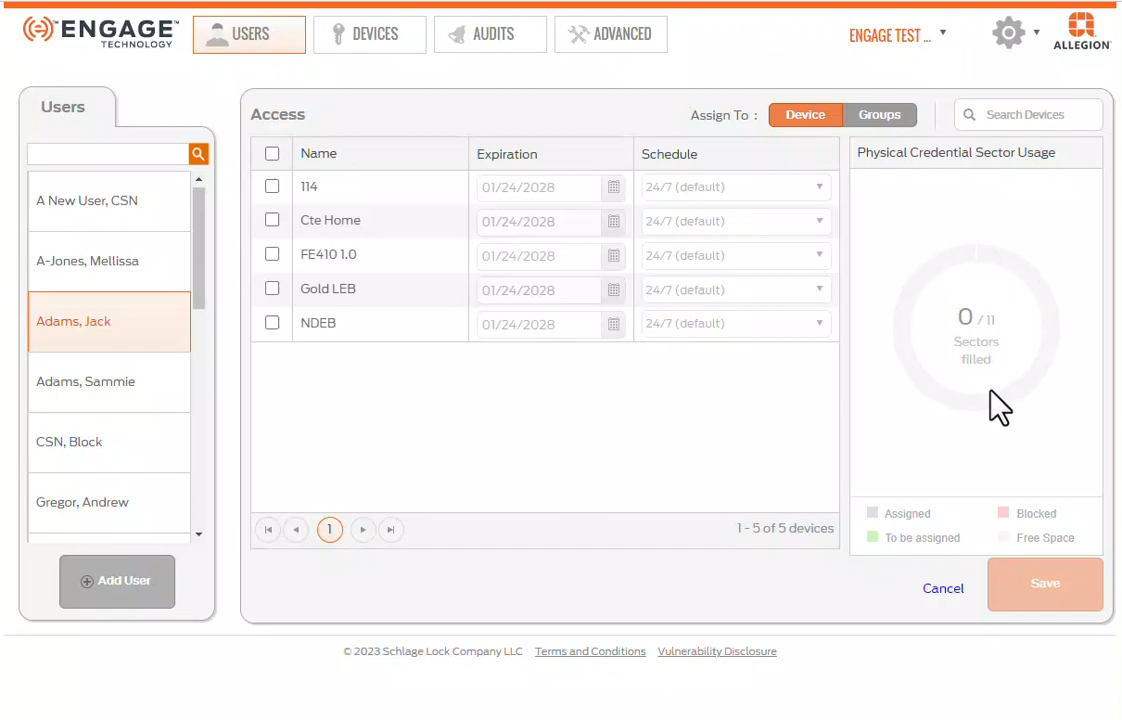 ENGAGE™
TECHNOLOGY
USERS
DEVICES
AUDITS
ADVANCED
ENGAGE TEST ...
ALLEGION
Users
A New User, CSN
A-Jones, Mellissa
Adams, Jack
Adams, Sammie
CSN, Block
Gregor, Andrew
Add User
Access
Assign To :
Device
Groups
Search Devices
Name Expiration Schedule
114 01/24/2028 24/7 (default)
Cte Home 01/24/2028 24/7 (default)
FE410 1.0 01/24/2028 24/7 (default)
Gold LEB 01/24/2028 24/7 (default)
NDEB 01/24/2028 24/7 (default)
1
1 - 5 of 5 devices
Physical Credential Sector Usage
0 / 11
Sectors
filled
Assigned
Blocked
To be assigned
Free Space
Cancel
Save
© 2023 Schlage Lock Company LLC Terms and Conditions Vulnerability Disclosure